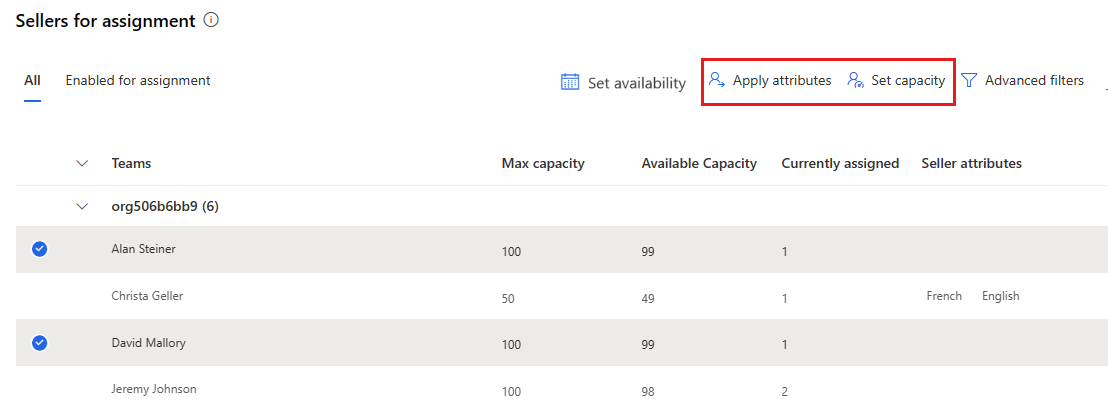 Sellers for assignment
All Enabled for assignment Set availability Apply attributes Set capacity Advanced filters
Teams Max capacity Available Capacity Currently assigned Seller attributes
org506b6bb9 (6)
Alan Steiner 100 99 1
Christa Geller 50 49 1 French English
David Mallory 100 99 1
Jeremy Johnson 100 98 2